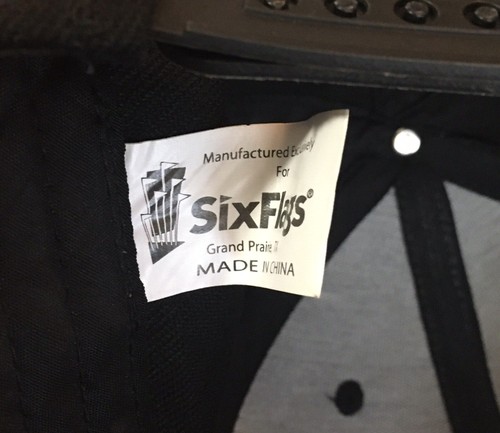 Manufactured Exclusively
For
SixFlags®
Grand Prairie
MADE IN CHINA